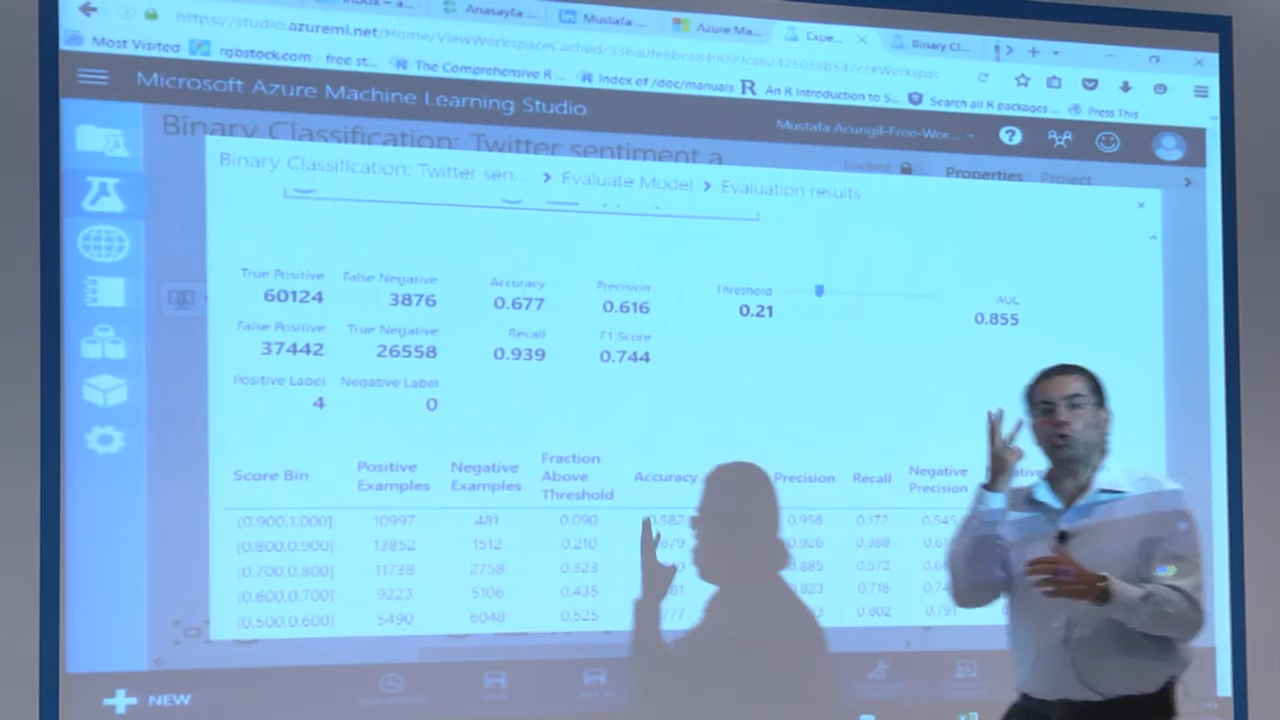 Anasayfa ...
Mustafa ...
Azure Ma...
Expe...
Binary Cl...
https://studio.azureml.net/Home/ViewWorkspaceCached/
Most Visited
rgbstock.com - free st...
The Comprehensive R ...
Index of /doc/manuals
An R Introduction to S...
Search all R packages ...
Press This
Microsoft Azure Machine Learning Studio
Mustafa Acungil-Free-Wor...
Binary Classification: Twitter sentiment a
Locked
Properties
Project
Binary Classification: Twitter sen... > Evaluate Model > Evaluation results
True Positive False Negative Accuracy Precision Threshold AUC
60124 3876 0.677 0.616 0.21 0.855
False Positive True Negative Recall F1 Score
37442 26558 0.939 0.744
Positive Label Negative Label
4 0
Score Bin Positive Examples Negative Examples Fraction Above Threshold Accuracy Precision Recall Negative Precision
(0.900,1.000] 10997 481 0.090 0.582 0.958 0.172
(0.800,0.900] 13852 1512 0.210 0.926 0.388
(0.700,0.800] 11738 2758 0.323 0.572
(0.600,0.700] 9223 5106 0.435 0.716
(0.500,0.600] 5490 6048 0.525 0.802
NEW